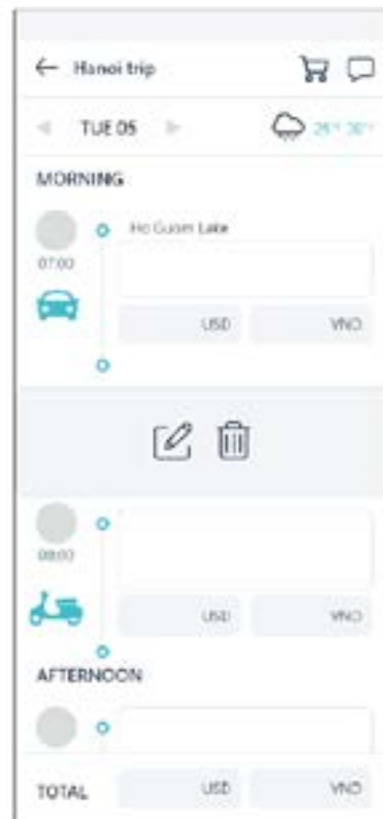 Hanoi trip
TUE 05
MORNING
Ho Guom Lake
07:00
USD VND
08:00
USD VND
AFTERNOON
TOTAL USD VND